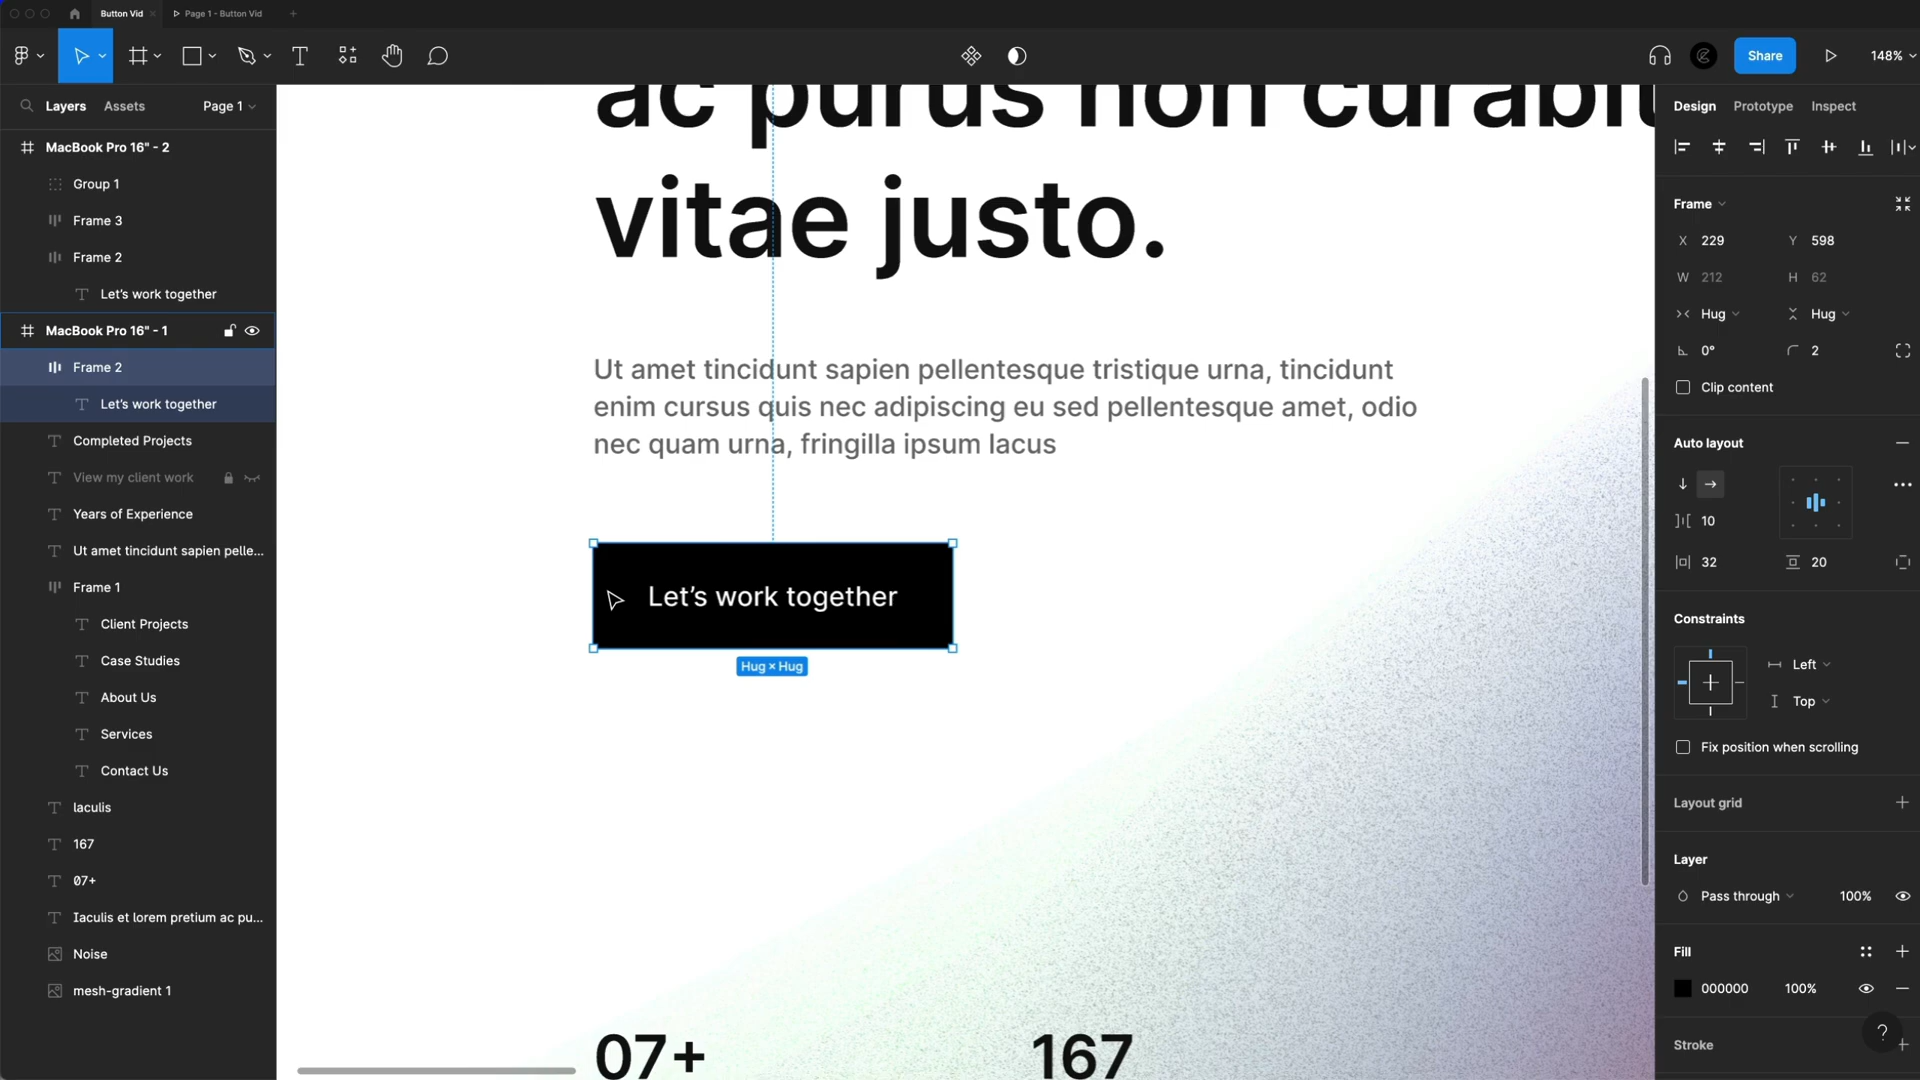 Button Vid
Page 1 - Button Vid
Share
148%
Layers
Assets
Page 1
MacBook Pro 16" - 2
Group 1
Frame 3
Frame 2
Let's work together
MacBook Pro 16" - 1
Frame 2
Let's work together
Completed Projects
View my client work
Years of Experience
Ut amet tincidunt sapien pelle...
Frame 1
Client Projects
Case Studies
About Us
Services
Contact Us
Iaculis
167
07+
Iaculis et lorem pretium ac pu...
Noise
mesh-gradient 1
ac purus non curabit
vitae justo.
Ut amet tincidunt sapien pellentesque tristique urna, tincidunt
enim cursus quis nec adipiscing eu sed pellentesque amet, odio
nec quam urna, fringilla ipsum lacus
Let's work together
Hug × Hug
07+
167
Design
Prototype
Inspect
Frame
X 229 Y 598
W 212 H 62
Hug Hug
0° 2
Clip content
Auto layout
10
32 20
Constraints
Left
Top
Fix position when scrolling
Layout grid
Layer
Pass through 100%
Fill
000000 100%
?
Stroke